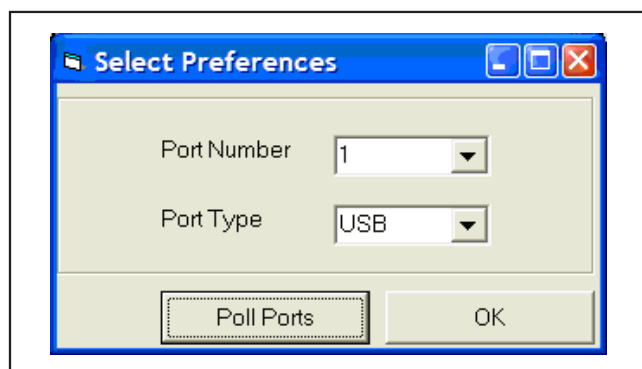 Select Preferences
Port Number 1
Port Type USB
Poll Ports OK